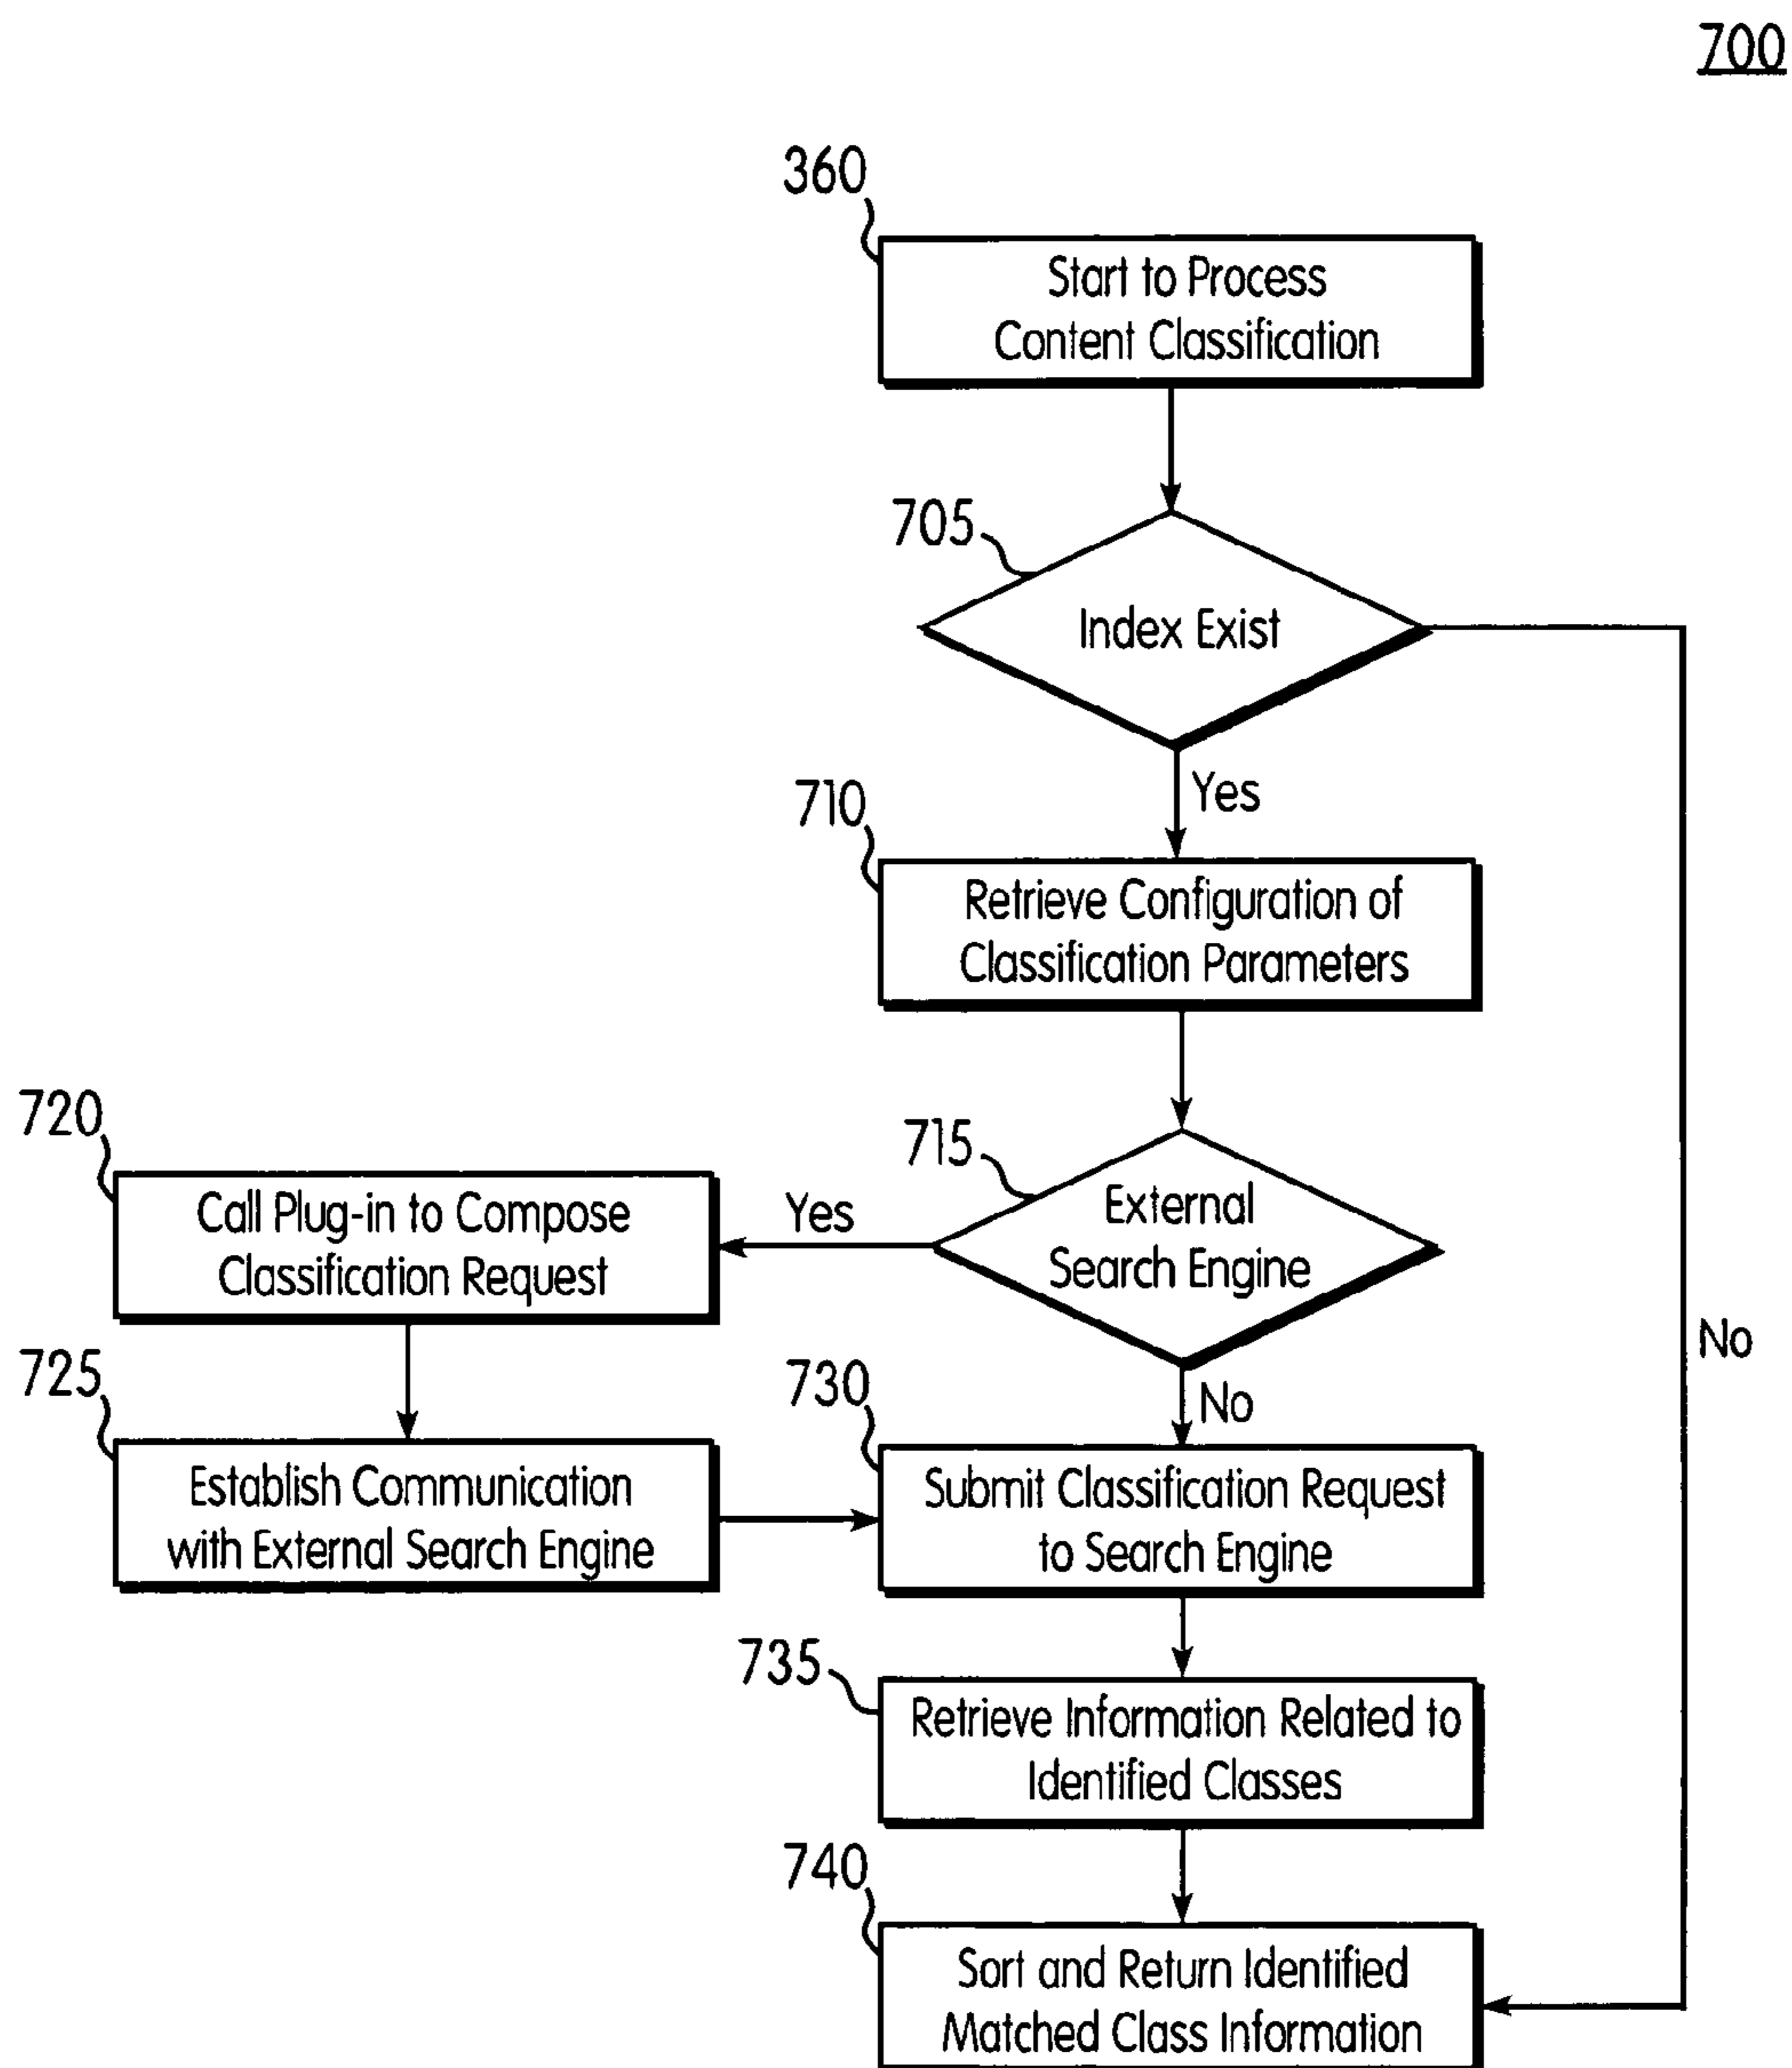 700
360
Start to Process
Content Classification
705
Index Exist
Yes
710
Retrieve Configuration of
Classification Parameters
720
Call Plug-in to Compose
Classification Request
Yes
715
External
Search Engine
No
725
Establish Communication
with External Search Engine
730
No
Submit Classification Request
to Search Engine
735
Retrieve Information Related to
Identified Classes
740
Sort and Return Identified
Matched Class Information